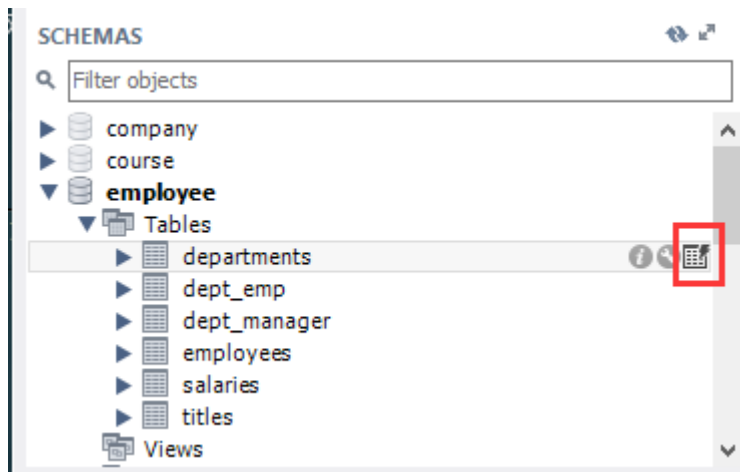 SCHEMAS
Filter objects
company
course
employee
Tables
departments
dept_emp
dept_manager
employees
salaries
titles
Views